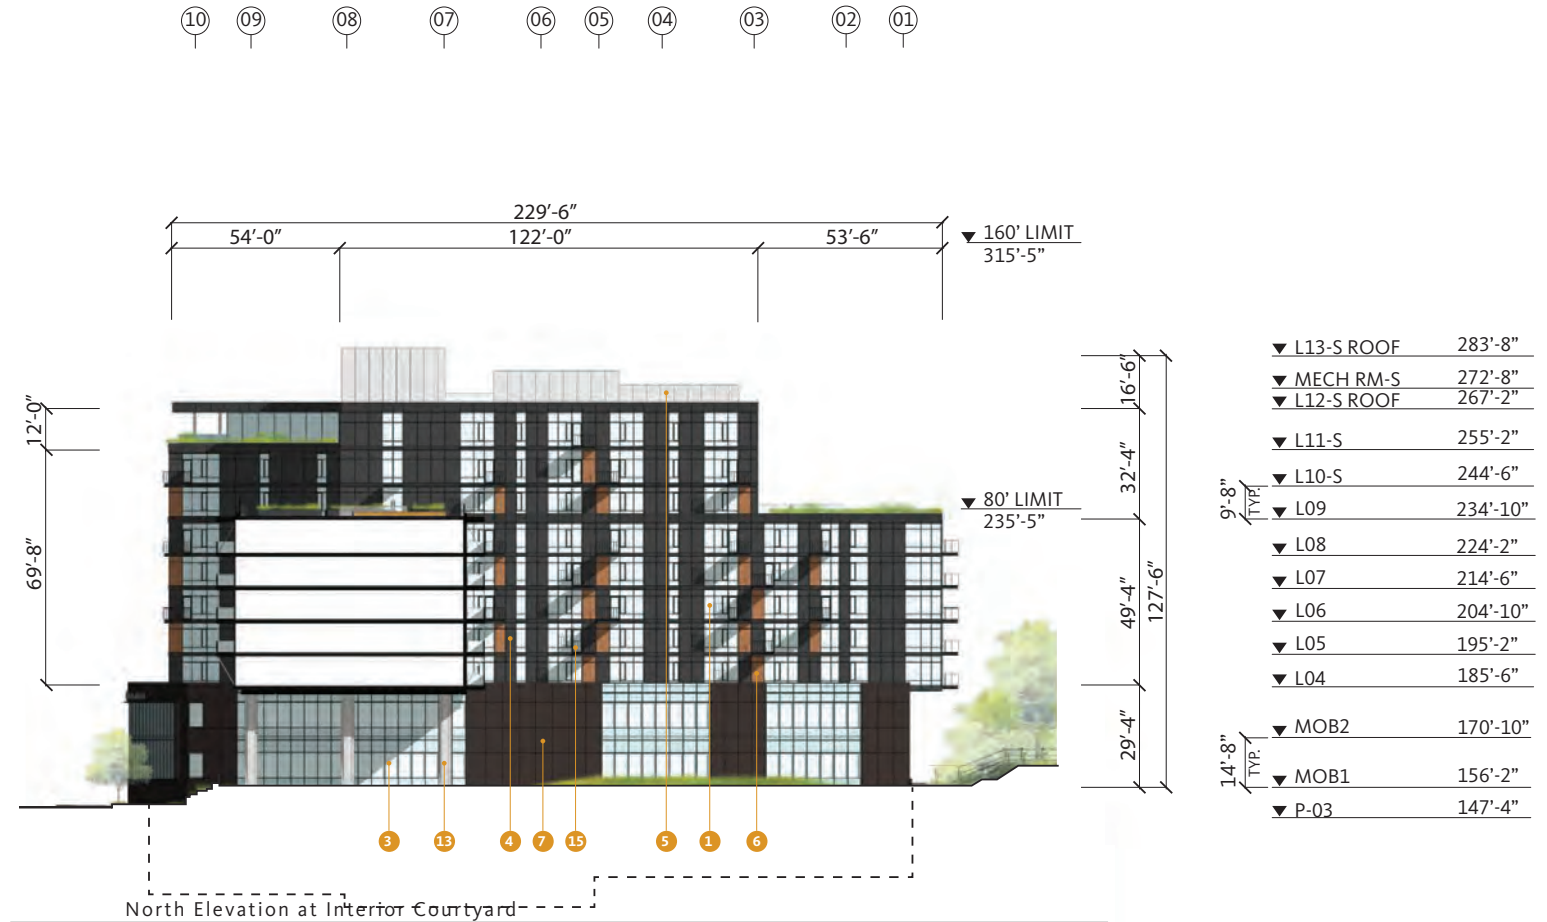 10 09 08 07 06 05 04 03 02 01
229'-6"
54'-0" 122'-0" 53'-6"
160' LIMIT
315'-5"
80' LIMIT
235'-5"
12'-0"
69'-8"
16'-6"
32'-4"
49'-4"
29'-4"
127'-6"
9'-8"
TYP.
14'-8"
TYP.
L13-S ROOF 283'-8"
MECH RM-S 272'-8"
L12-S ROOF 267'-2"
L11-S 255'-2"
L10-S 244'-6"
L09 234'-10"
L08 224'-2"
L07 214'-6"
L06 204'-10"
L05 195'-2"
L04 185'-6"
MOB2 170'-10"
MOB1 156'-2"
P-03 147'-4"
3 13 4 7 15 5 1 6
North Elevation at Interior Courtyard